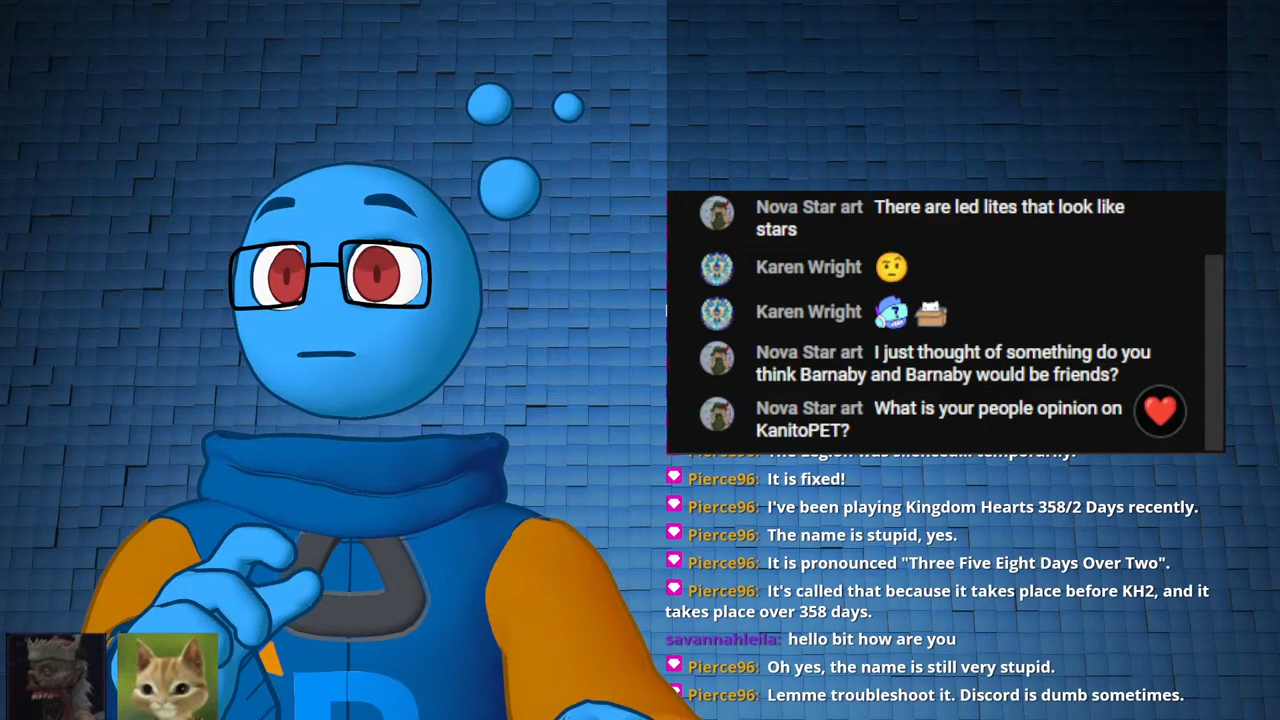 Nova Star art There are led lites that look like
stars
Karen Wright
Karen Wright
Nova Star art I just thought of something do you
think Barnaby and Barnaby would be friends?
Nova Star art What is your people opinion on
KanitoPET?
Pierce96: It is fixed!
Pierce96: I've been playing Kingdom Hearts 358/2 Days recently.
Pierce96: The name is stupid, yes.
Pierce96: It is pronounced "Three Five Eight Days Over Two".
Pierce96: It's called that because it takes place before KH2, and it
takes place over 358 days.
savannahleila: hello bit how are you
Pierce96: Oh yes, the name is still very stupid.
Pierce96: Lemme troubleshoot it. Discord is dumb sometimes.